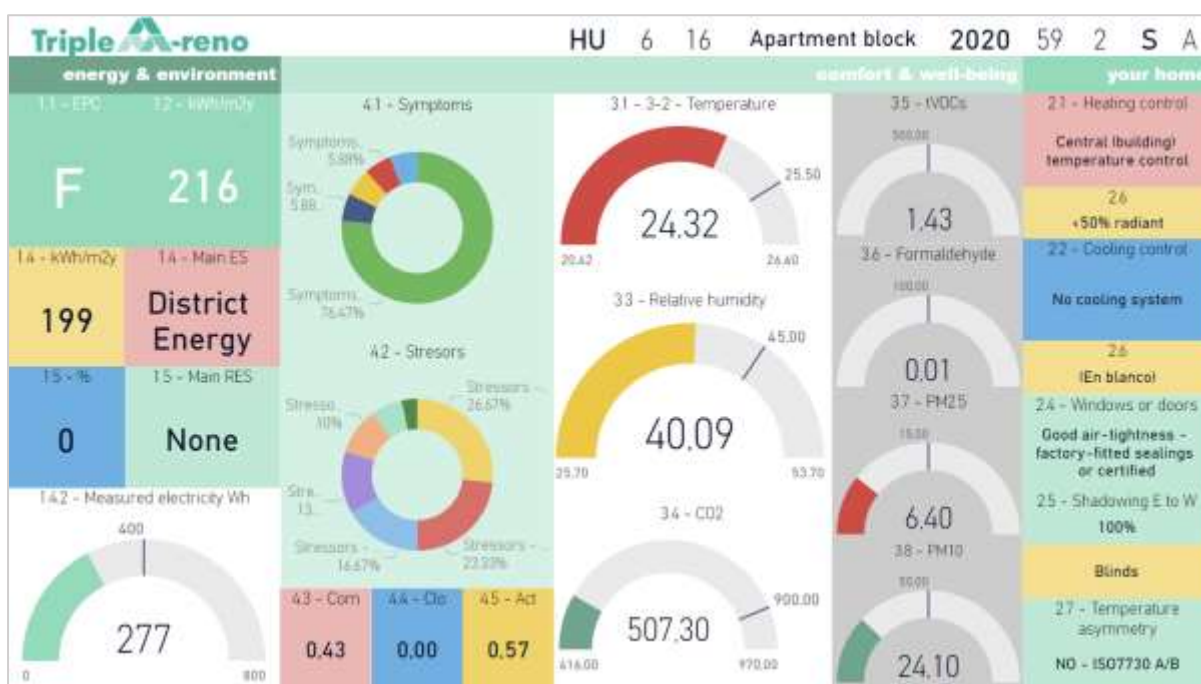 Triple A-reno
HU 6 16 Apartment block 2020 59 2 S A
energy & environment
comfort & well-being
your home
1.1 - EPC
1.2 - kWh/m2y
F
216
1.4 - kWh/m2y
1.4 - Main ES
199
District
Energy
1.5 - %
1.5 - Main RES
0
None
1.4.2 - Measured electricity Wh
400
277
0
800
4.1 - Symptoms
Symptoms...
5.88%
Sym...
5.88...
Symptoms...
76.47%
4.2 - Stresors
Stressors -
26.67%
Stresso...
10%
Stre...
13...
Stressors -
16.67%
Stressors -
23.33%
4.3 - Com
4.4 - Clo
4.5 - Act
0,43
0,00
0,57
3.1 - 3-2 - Temperature
25.50
24,32
20.62
26.60
3.3 - Relative humidity
45.00
40,09
25.70
53.70
3.4 - CO2
900.00
507,30
416.00
970.00
3.5 - tVOCs
500.00
1,43
3.6 - Formaldehyde
100.00
0,01
3.7 - PM2.5
15.00
6,40
3.8 - PM10
50.00
24,10
2.1 - Heating control
Central (building)
temperature control
2.6
+50% radiant
2.2 - Cooling control
No cooling system
2.6
(En blanco)
2.4 - Windows or doors
Good air-tightness -
factory-fitted sealings
or certified
2.5 - Shadowing E to W
100%
Blinds
2.7 - Temperature
asymmetry
NO - ISO7730 A/B